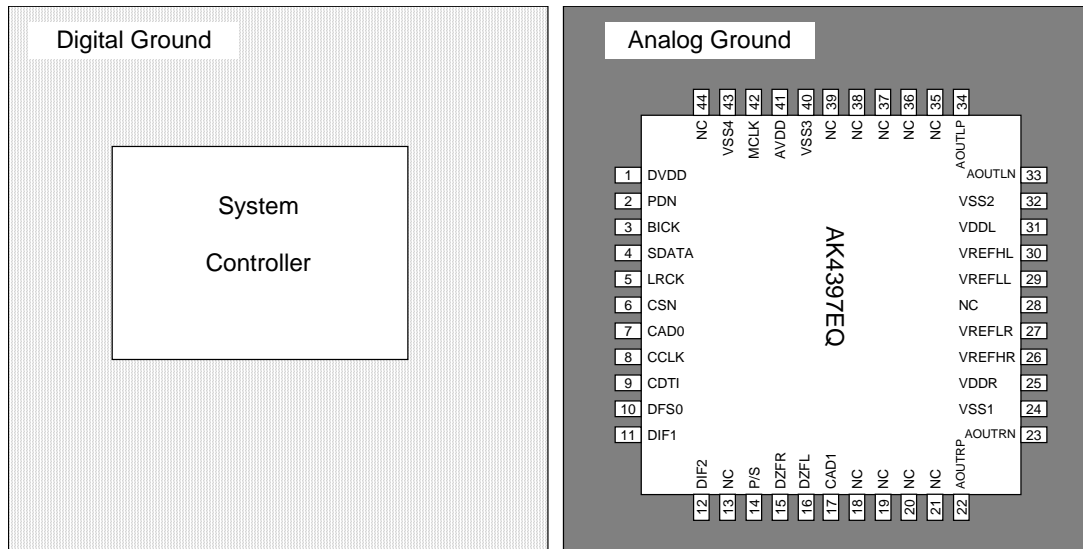 Digital Ground
System
Controller
Analog Ground
44 NC
43 VSS4
42 MCLK
41 AVDD
40 VSS3
39 NC
38 NC
37 NC
36 NC
35 NC
34 AOUTLP
1 DVDD
2 PDN
3 BICK
4 SDATA
5 LRCK
6 CSN
7 CAD0
8 CCLK
9 CDTI
10 DFS0
11 DIF1
AK4397EQ
AOUTLN 33
VSS2 32
VDDL 31
VREFHL 30
VREFLL 29
NC 28
VREFLR 27
VREFHR 26
VDDR 25
VSS1 24
AOUTRN 23
12 DIF2
13 NC
14 P/S
15 DZFR
16 DZFL
17 CAD1
18 NC
19 NC
20 NC
21 NC
22 AOUTRP